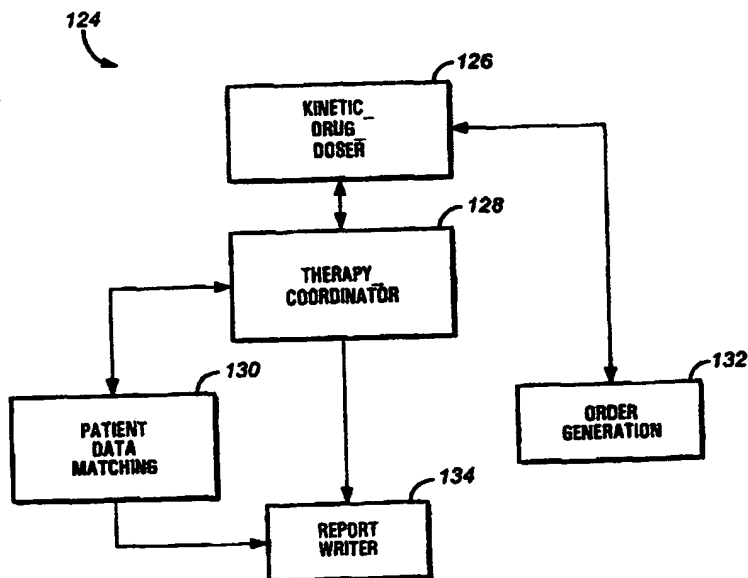 124
126
KINETIC
DRUG
DOSER
128
THERAPY
COORDINATOR
130
PATIENT
DATA
MATCHING
132
ORDER
GENERATION
134
REPORT
WRITER